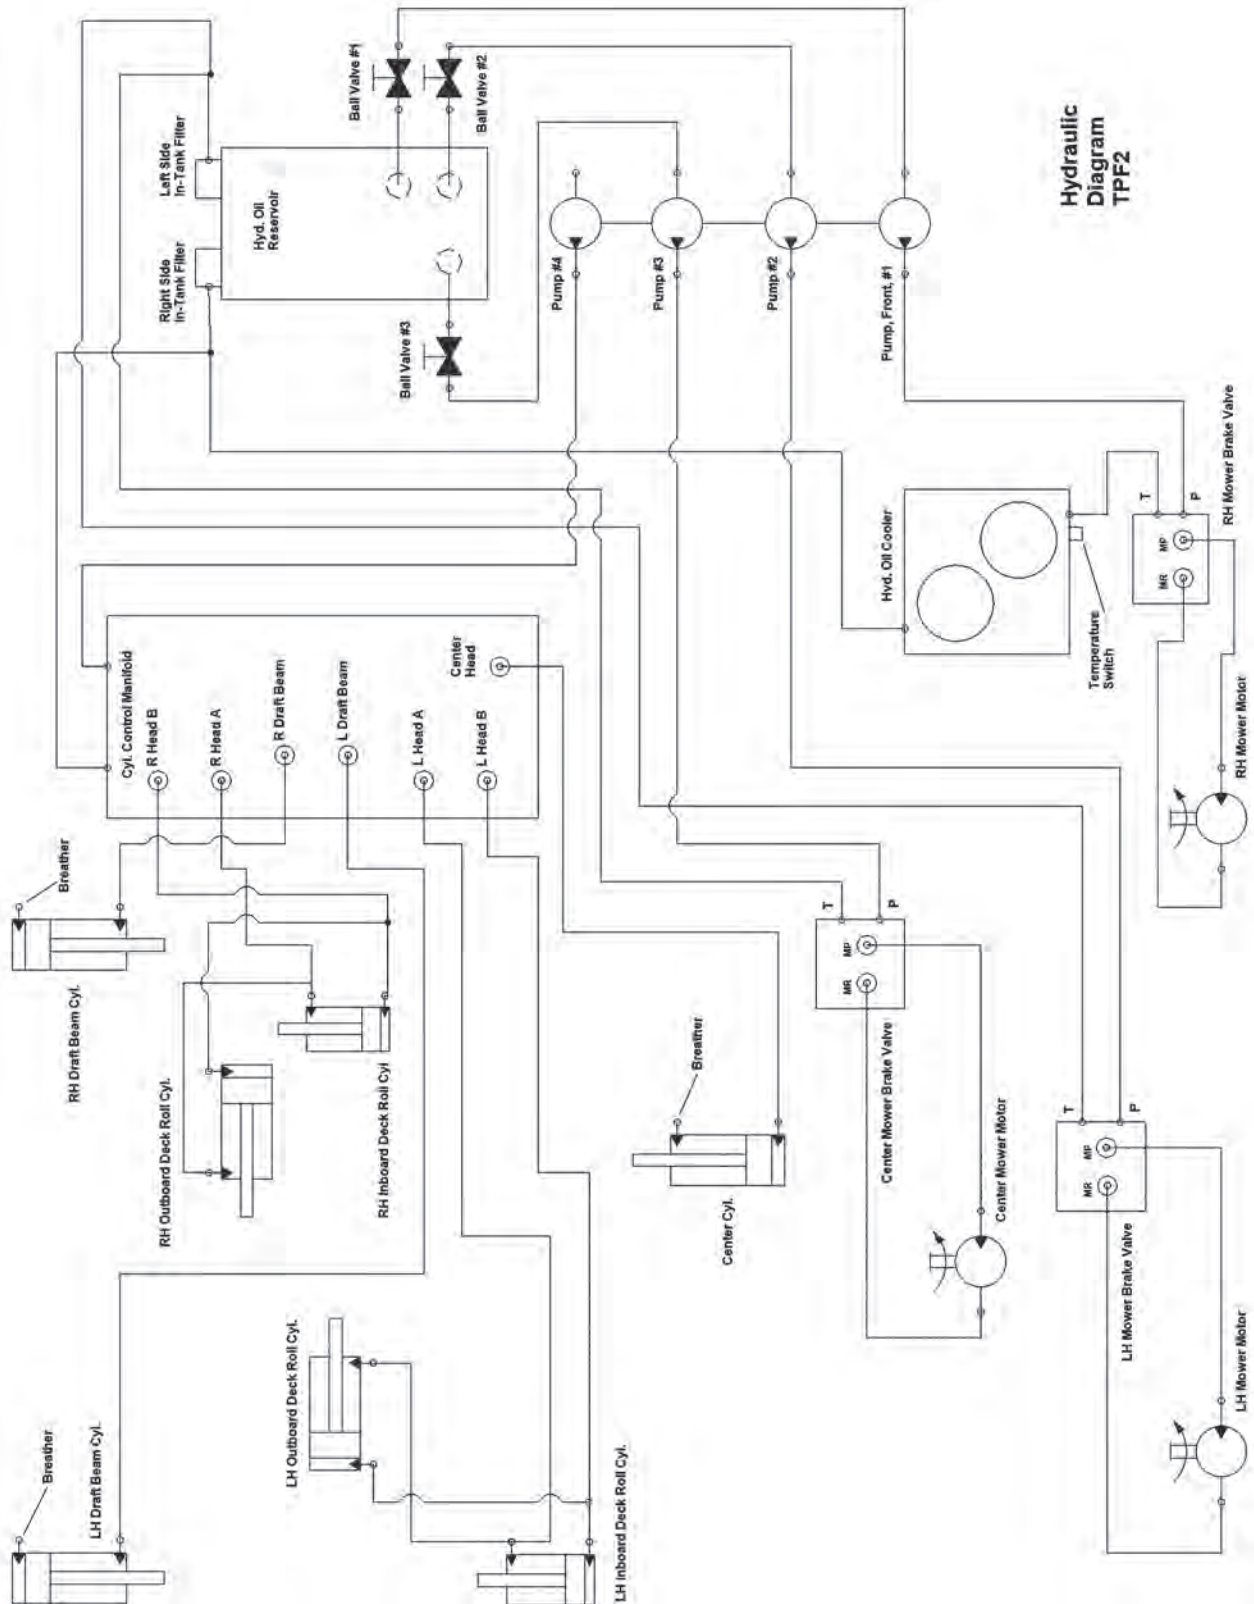 Hydraulic
Diagram
TPF2
Left Side
In-Tank Filter
Right Side
In-Tank Filter
Hyd. Oil
Reservoir
Ball Valve #1
Ball Valve #2
Ball Valve #3
Pump #4
Pump #3
Pump #2
Pump, Front, #1
Cyl. Control Manifold
R Head B
R Head A
R Draft Beam
L Draft Beam
L Head A
L Head B
Center
Head
Hyd. Oil Cooler
Temperature
Switch
T
P
MP
MR
RH Mower Brake Valve
RH Mower Motor
Breather
RH Draft Beam Cyl.
RH Outboard Deck Roll Cyl.
RH Inboard Deck Roll Cyl
Breather
Center Cyl.
T
P
MP
MR
Center Mower Brake Valve
Center Mower Motor
T
P
MP
MR
LH Mower Brake Valve
LH Mower Motor
Breather
LH Draft Beam Cyl.
LH Outboard Deck Roll Cyl.
LH Inboard Deck Roll Cyl.